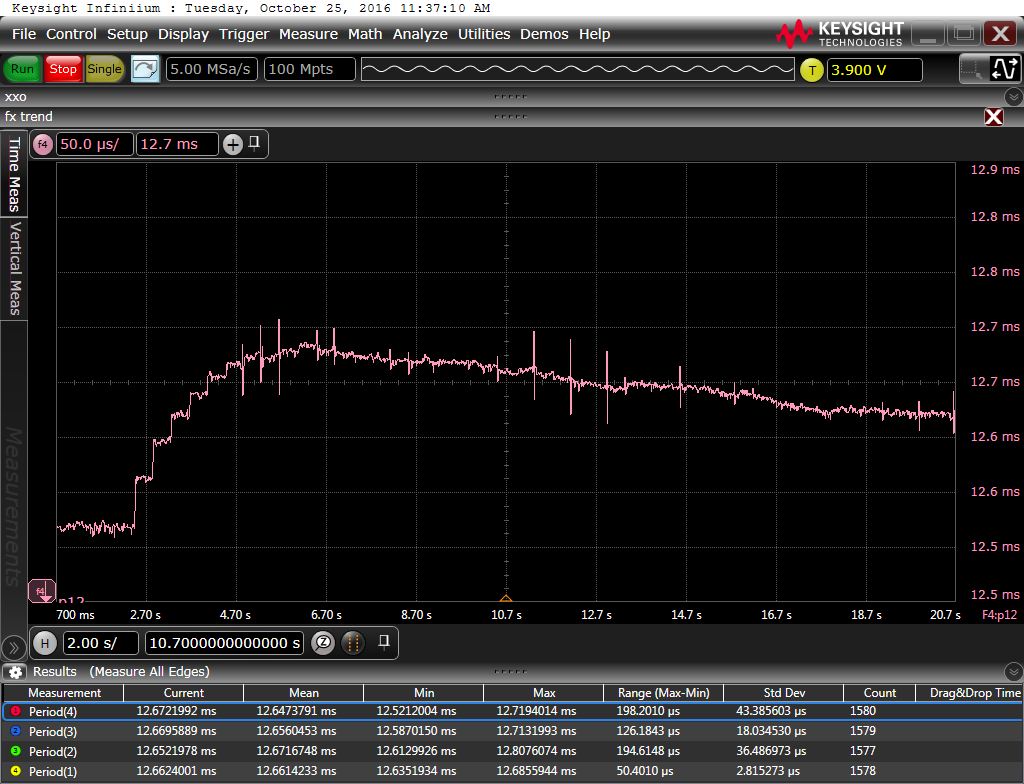 Keysight Infiniium : Tuesday, October 25, 2016 11:37:10 AM
File Control Setup Display Trigger Measure Math Analyze Utilities Demos Help
KEYSIGHT
TECHNOLOGIES
Run Stop Single 5.00 MSa/s 100 Mpts T 3.900 V
xxo
fx trend
f4 50.0 µs/ 12.7 ms
Time Meas
Vertical Meas
Measurements
12.9 ms
12.8 ms
12.8 ms
12.7 ms
12.7 ms
12.6 ms
12.6 ms
12.5 ms
12.5 ms
f4 p12
700 ms 2.70 s 4.70 s 6.70 s 8.70 s 10.7 s 12.7 s 14.7 s 16.7 s 18.7 s 20.7 s F4:p12
H 2.00 s/ 10.7000000000000 s
Results (Measure All Edges)
Measurement Current Mean Min Max Range (Max-Min) Std Dev Count Drag&Drop Time
Period(4) 12.6721992 ms 12.6473791 ms 12.5212004 ms 12.7194014 ms 198.2010 µs 43.385603 µs 1580
2 Period(3) 12.6695889 ms 12.6560453 ms 12.5870150 ms 12.7131993 ms 126.1843 µs 18.034530 µs 1579
3 Period(2) 12.6521978 ms 12.6716748 ms 12.6129926 ms 12.8076074 ms 194.6148 µs 36.486973 µs 1577
4 Period(1) 12.6624001 ms 12.6614233 ms 12.6351934 ms 12.6855944 ms 50.4010 µs 2.815273 µs 1578